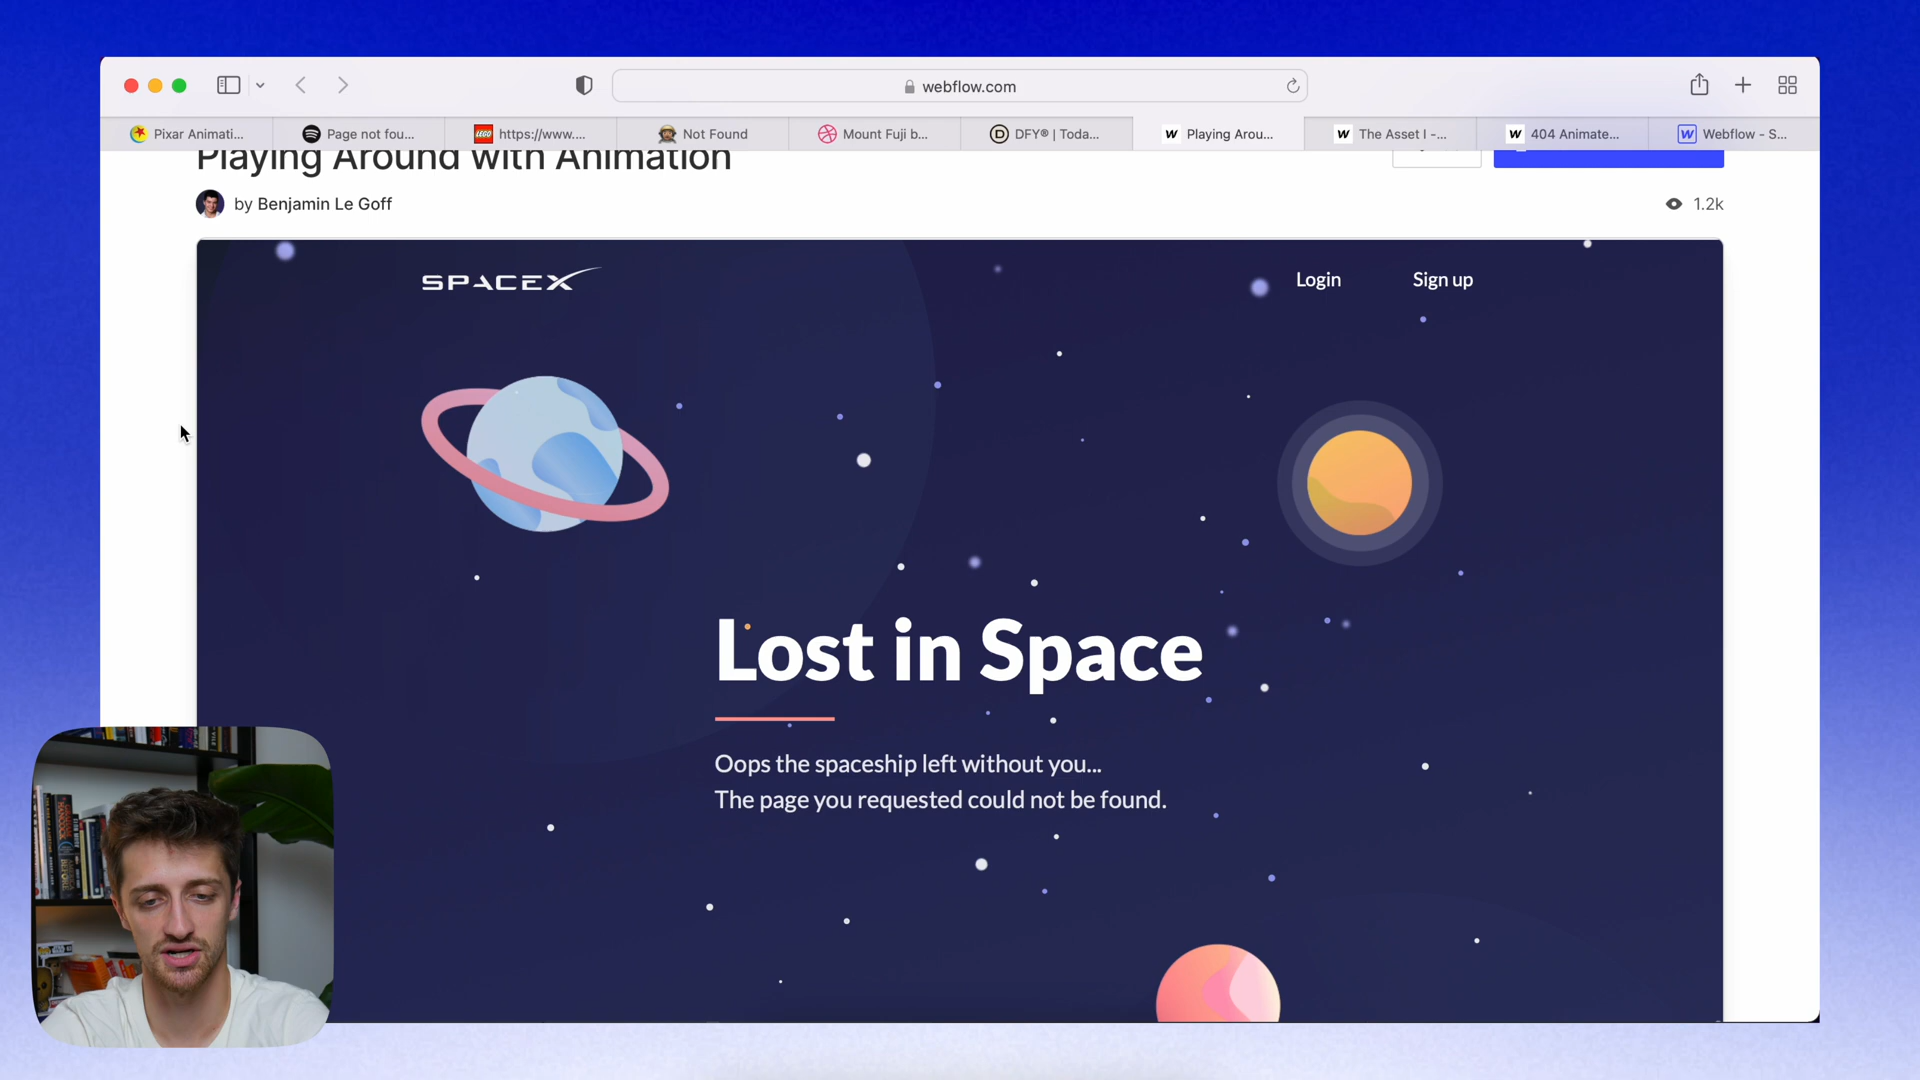 webflow.com
Pixar Animati...
Page not fou...
LEGO
https://www....
Not Found
Mount Fuji b...
D
DFY® | Toda...
W
Playing Arou...
W
The Asset I -...
W
404 Animate...
W
Webflow - S...
Playing Around with Animation
by Benjamin Le Goff
1.2k
SPACEX
Login
Sign up
Lost in Space
Oops the spaceship left without you...
The page you requested could not be found.